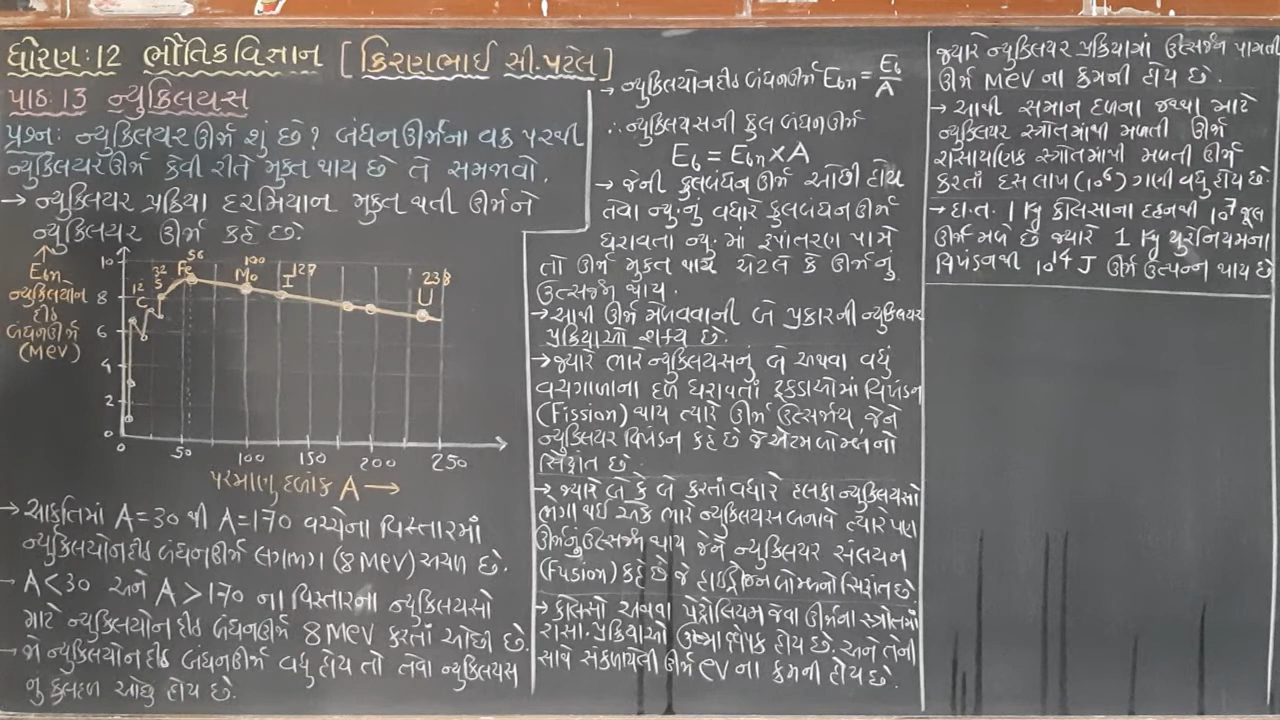 ધોરણ:12 ભૌતિકવિજ્ઞાન [કિરણભાઈ સી.પટેલ]
પાઠ:13 ન્યુક્લિયસ
પ્રશ્ન: ન્યુક્લિયર ઊર્જા શું છે? બંધનઊર્જાના વક્ર પરથી
ન્યુક્લિયર ઊર્જા કેવી રીતે મુક્ત થાય છે તે સમજાવો.
→ ન્યુક્લિયર પ્રક્રિયા દરમિયાન મુક્ત થતી ઊર્જાને
ન્યુક્લિયર ઊર્જા કહે છે.
Ebn
ન્યુક્લિયોન
દીઠ
બંધનઊર્જા
(MeV)
10
8
6
4
2
0
12 C
32 S
Fe 56
100 Mo
I 127
238 U
0 50 100 150 200 250
પરમાણુ દળાંક A →
→ આકૃતિમાં A=30 થી A=170 વચ્ચેના વિસ્તારમાં
ન્યુક્લિયોન દીઠ બંધનઊર્જા લગભગ (8 MeV) અચળ છે.
→ A<30 અને A>170 ના વિસ્તારના ન્યુક્લિયસો
માટે ન્યુક્લિયોન દીઠ બંધનઊર્જા 8 MeV કરતાં ઓછી છે.
→ જો ન્યુક્લિયોન દીઠ બંધનઊર્જા વધુ હોય તો તેવા ન્યુક્લિયસ
નું કુલદળ ઓછુ હોય છે.
→ ન્યુક્લિયોન દીઠ બંધનઊર્જા Ebn = Eb/A
∴ ન્યુક્લિયસની કુલ બંધનઊર્જા
Eb = Ebn×A
→ જેની કુલબંધન ઊર્જા ઓછી હોય
તેવા ન્યુ.નું વધારે કુલબંધન ઊર્જા
ધરાવતા ન્યુ.માં રૂપાંતરણ પામે
તો ઊર્જા મુક્ત થાય એટલે કે ઊર્જાનું
ઉત્સર્જન થાય.
→ આથી ઊર્જા મેળવવાની બે પ્રકારની ન્યુક્લિયર
પ્રક્રિયાઓ શક્ય છે.
→ જ્યારે ભારે ન્યુક્લિયસનું બે અથવા વધું
વચગાળાના દળ ધરાવતાં ટુકડાઓમાં વિખંડન
(Fission) થાય ત્યારે ઊર્જા ઉત્સર્જાય, જેને
ન્યુક્લિયર વિખંડન કહે છે જે એટમબોમ્બનો
સિદ્ધાંત છે.
→ જ્યારે બે કે બે કરતાં વધારે હલકા ન્યુક્લિયસો
ભેગા થઈ એક ભારે ન્યુક્લિયસ બનાવે ત્યારે પણ
ઊર્જાનું ઉત્સર્જન થાય જેને ન્યુક્લિયર સંલયન
(Fusion) કહે છે જે હાઈડ્રોજન બોમ્બનો સિદ્ધાંત છે
→ કોલસો અથવા પેટ્રોલિયમ જેવા ઊર્જાના સ્ત્રોતમાં
રાસા.પ્રક્રિયાઓ ઉષ્માક્ષેપક હોય છે. અને તેની
સાથે સંકળાયેલી ઊર્જા eV ના ક્રમની હોય છે.
જ્યારે ન્યુક્લિયર પ્રક્રિયામાં ઉત્સર્જન પામતી
ઊર્જા MeV ના ક્રમની હોય છે.
→ આથી સમાન દળના જથ્થા માટે
ન્યુક્લિયર સ્ત્રોતમાંથી મળતી ઊર્જા
રાસાયણિક સ્ત્રોતમાંથી મળતી ઊર્જા
કરતાં દસ લાખ (10⁶) ગણી વધુ હોય છે.
→ દા.ત. 1 Kg કોલસાના દહનથી 10⁷ જૂલ
ઊર્જા મળે છે જ્યારે 1 Kg યુરેનિયમના
વિખંડનથી 10¹⁴ J ઊર્જા ઉત્પન્ન થાય છે